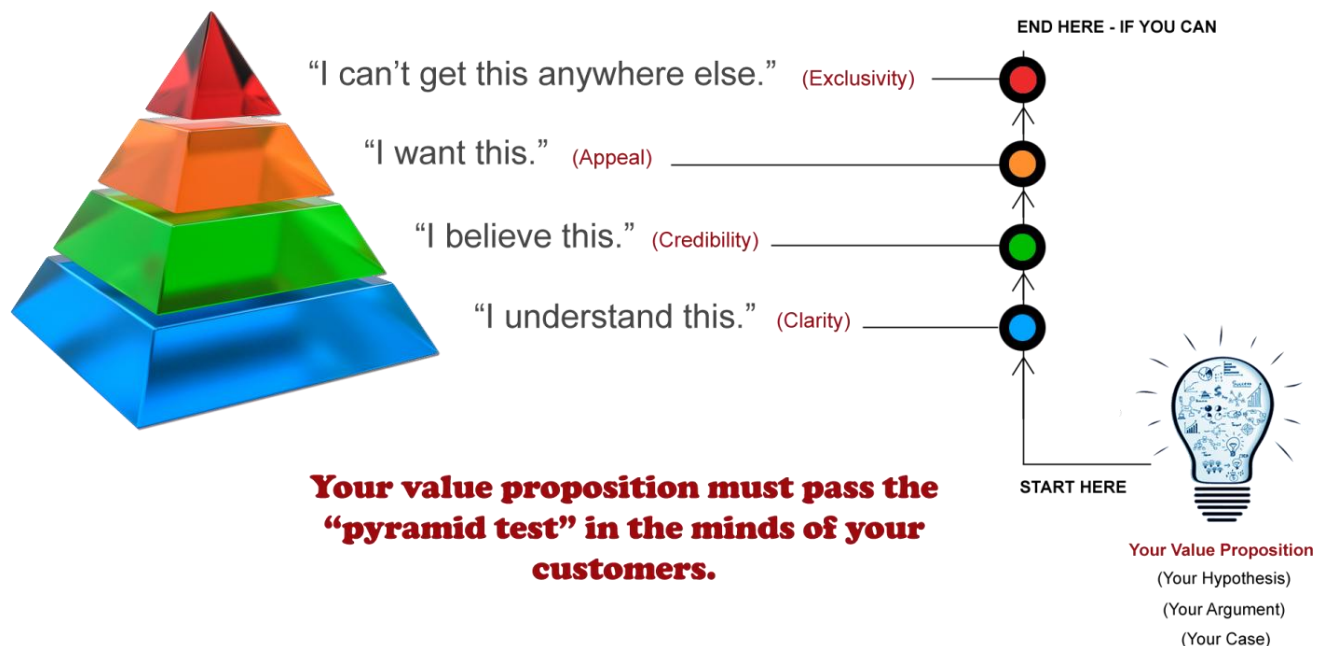 END HERE - IF YOU CAN
“I can’t get this anywhere else.” (Exclusivity)
“I want this.” (Appeal)
“I believe this.” (Credibility)
“I understand this.” (Clarity)
START HERE
Your value proposition must pass the
“pyramid test” in the minds of your
customers.
Your Value Proposition
(Your Hypothesis)
(Your Argument)
(Your Case)